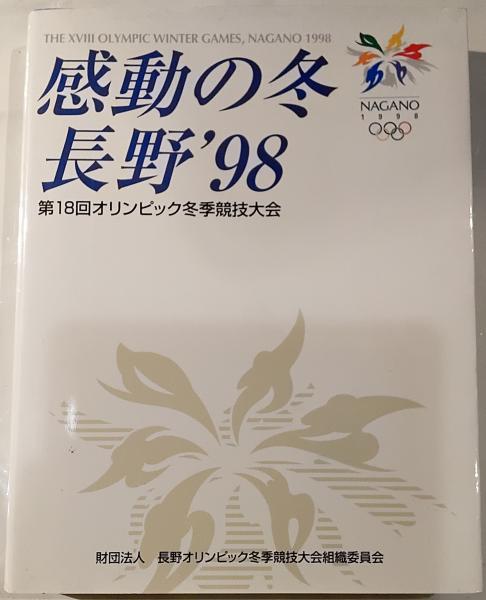 THE XVIII OLYMPIC WINTER GAMES, NAGANO 1998
感動の冬
長野’98
第18回オリンピック冬季競技大会
NAGANO
1998
財団法人　長野オリンピック冬季競技大会組織委員会